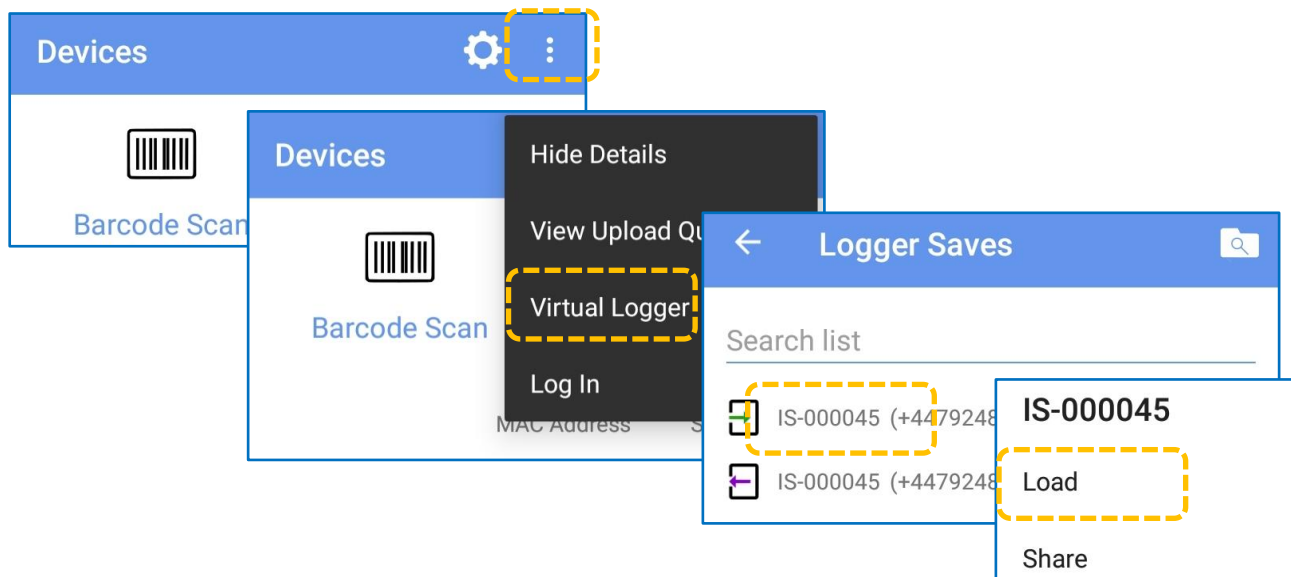 Devices
Barcode Scan
Devices
Barcode Scan
MAC Address
Hide Details
View Upload
Virtual Logger
Log In
Logger Saves
Search list
IS-000045 (+4479248
IS-000045 (+4479248
IS-000045
Load
Share